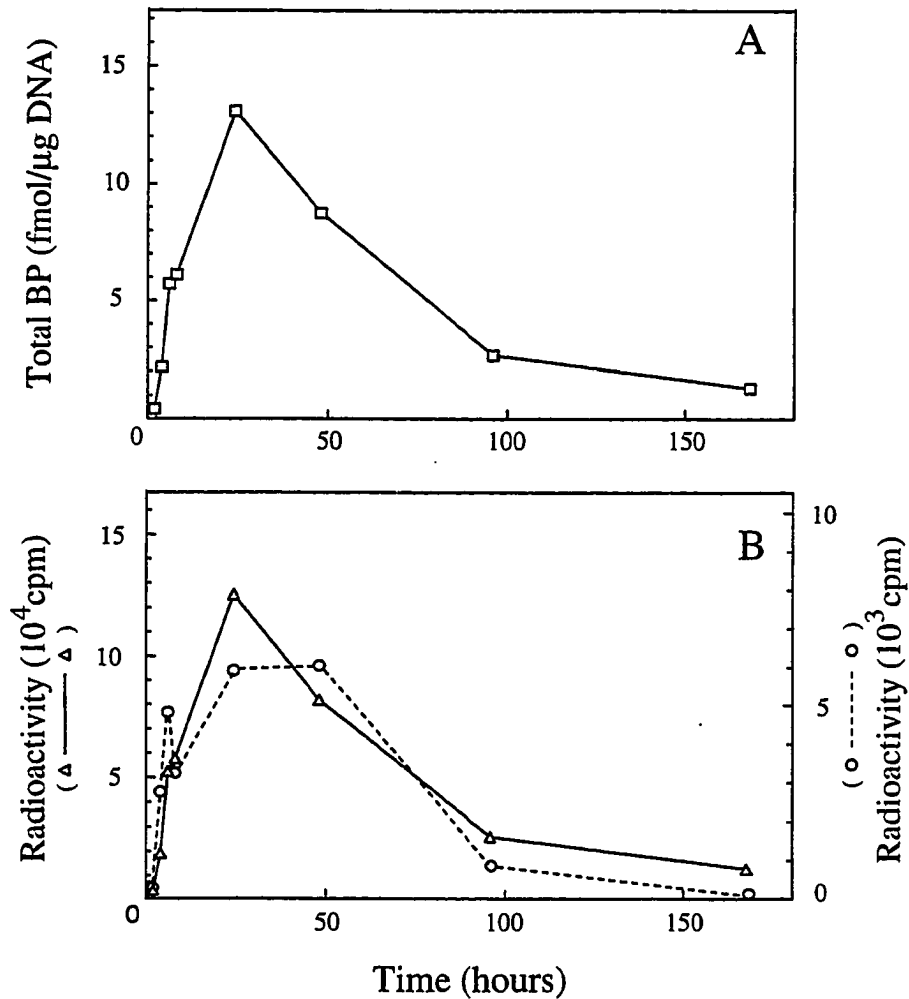 A
Total BP (fmol/µg DNA)
15
10
5
0
50
100
150
B
Radioactivity (10⁴cpm)
( Δ —— Δ )
15
10
5
0
50
100
150
10
5
0
Radioactivity (10³cpm)
( o ----- o )
Time (hours)